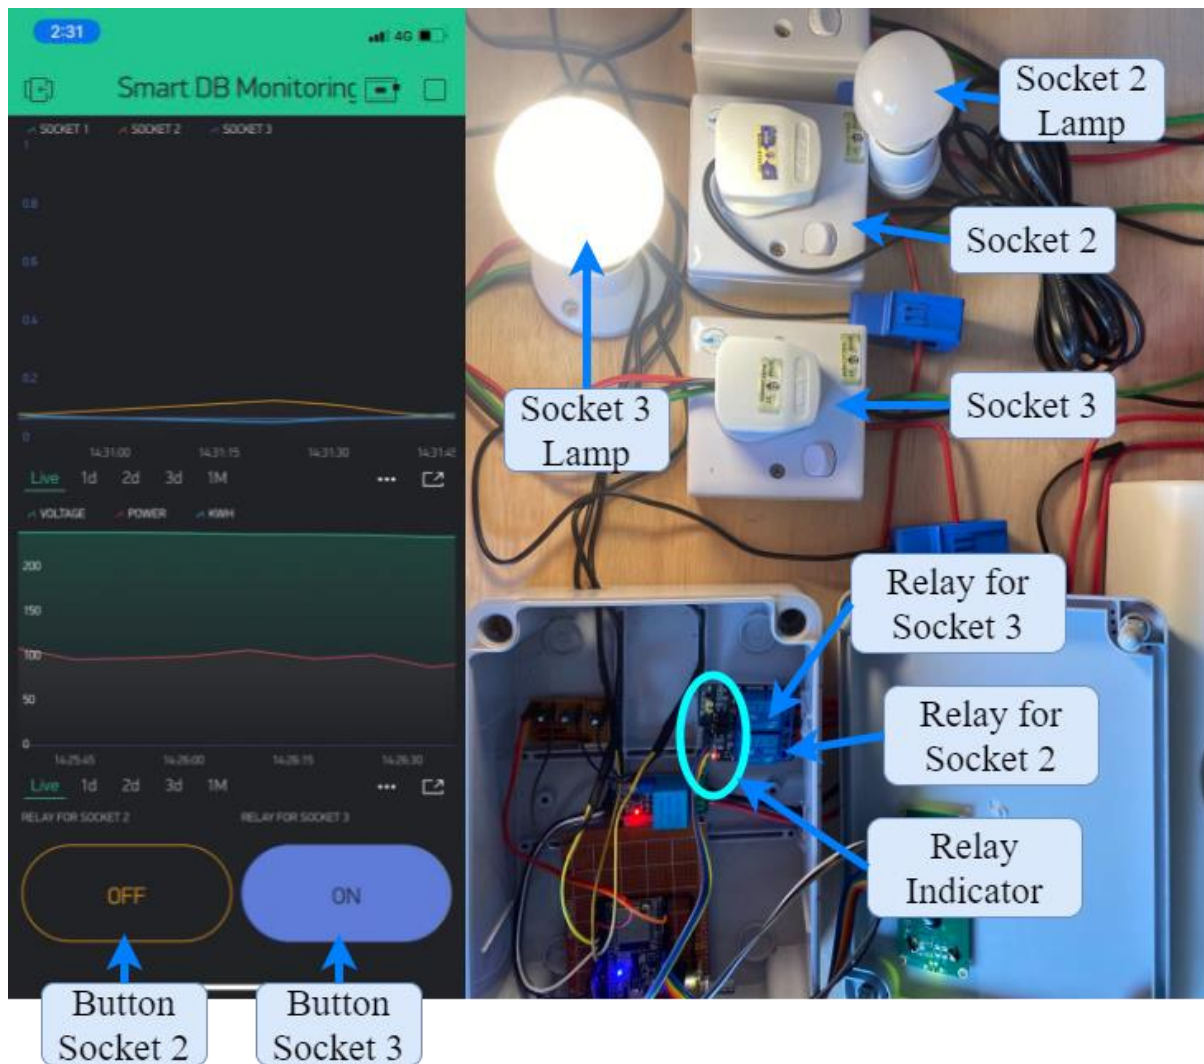 2:31
4G
Smart DB Monitoring
SOCKET 1 SOCKET 2 SOCKET 3
1
0.8
0.6
0.4
0.2
0
14:31:00 14:31:15 14:31:30 14:31:45
Live 1d 2d 3d 1M
VOLTAGE POWER KWH
200
150
100
50
0
14:25:45 14:26:00 14:26:15 14:26:30
Live 1d 2d 3d 1M
RELAY FOR SOCKET 2 RELAY FOR SOCKET 3
OFF ON
Button
Socket 2
Button
Socket 3
Socket 2
Lamp
Socket 2
Socket 3
Lamp
Socket 3
Relay for
Socket 3
Relay for
Socket 2
Relay
Indicator